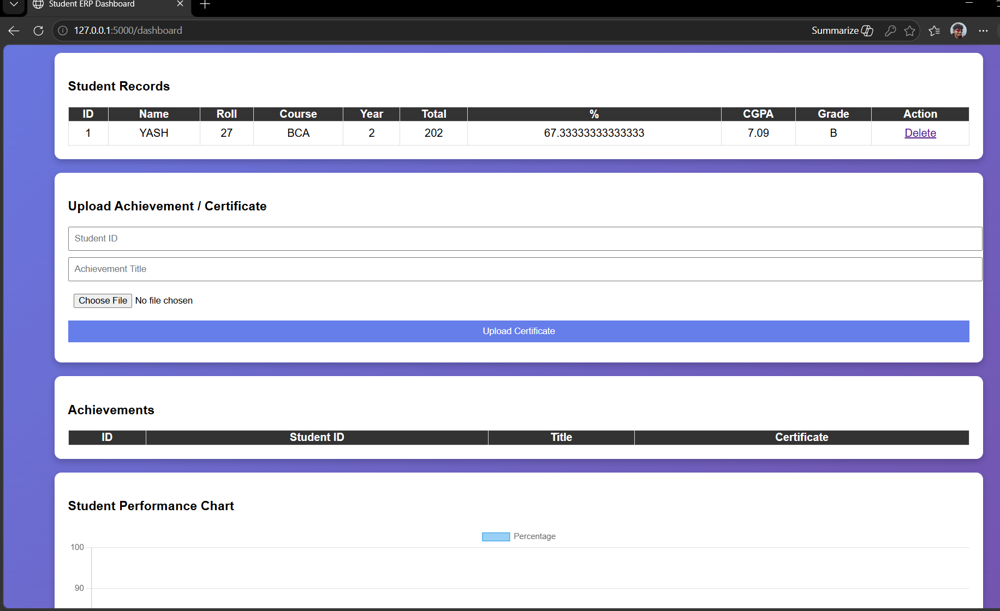 Student ERP Dashboard
127.0.0.1:5000/dashboard Summarize
Student Records
ID Name Roll Course Year Total % CGPA Grade Action
1 YASH 27 BCA 2 202 67.33333333333333 7.09 B Delete
Upload Achievement / Certificate
Student ID
Achievement Title
Choose File No file chosen
Upload Certificate
Achievements
ID Student ID Title Certificate
Student Performance Chart
Percentage
100
90